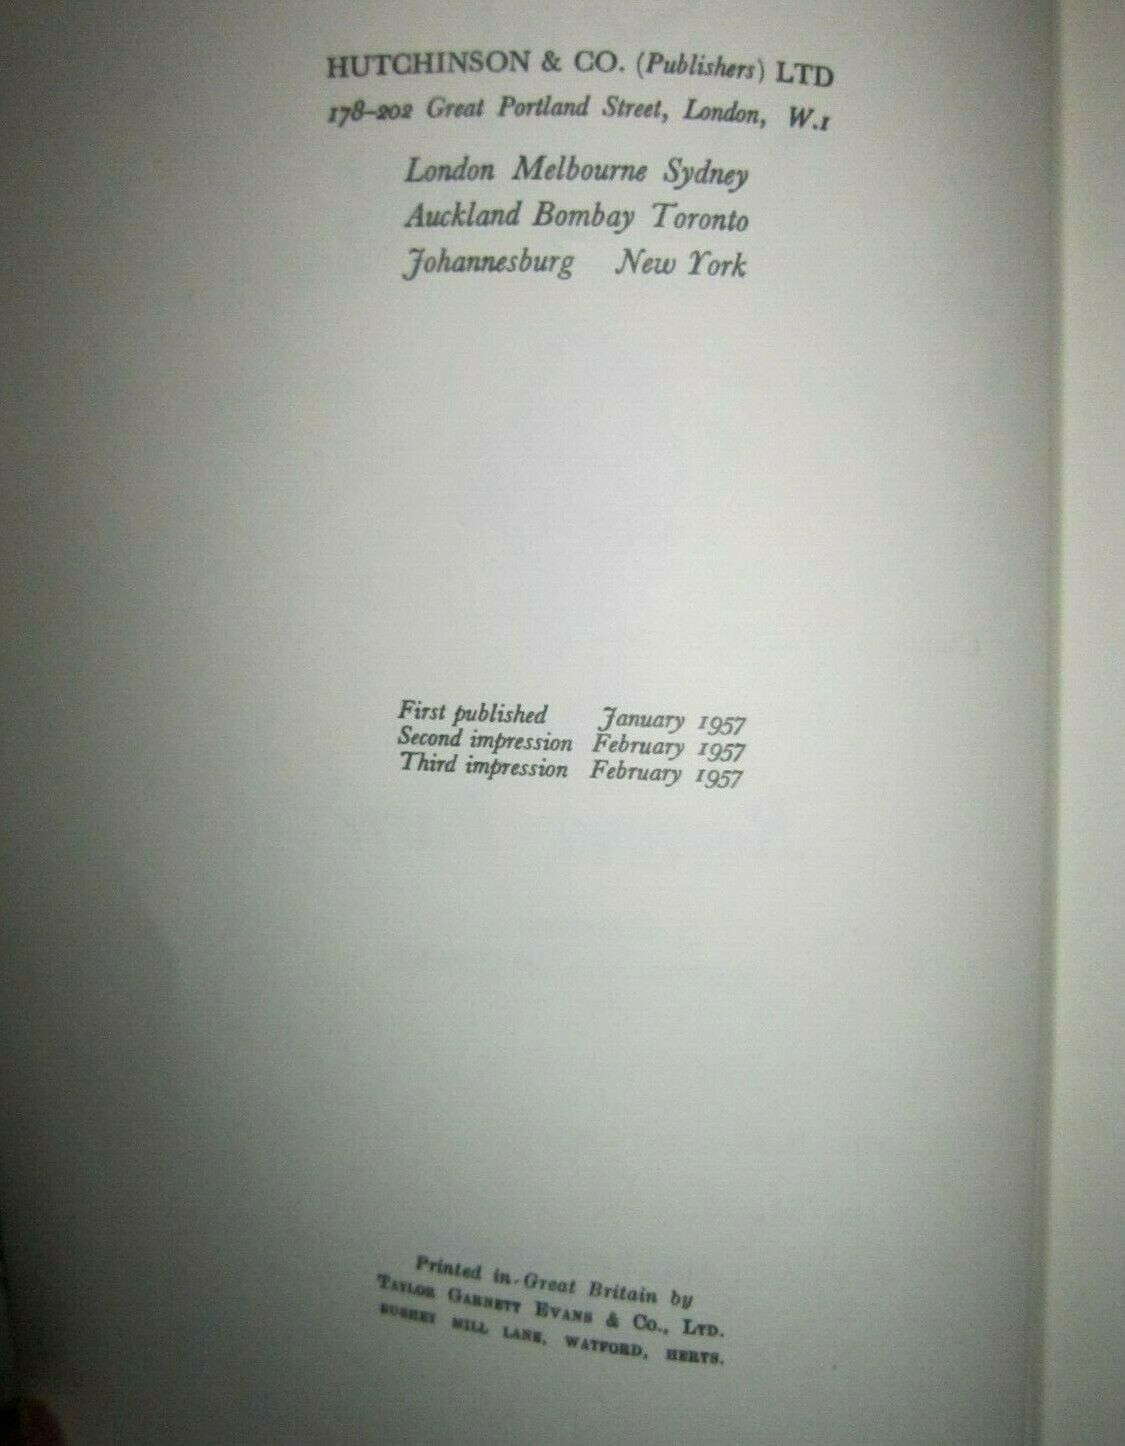 HUTCHINSON & CO. (Publishers) LTD
178–202 Great Portland Street, London, W.1
London Melbourne Sydney
Auckland Bombay Toronto
Johannesburg New York
First published January 1957
Second impression February 1957
Third impression February 1957
Printed in Great Britain by
TAYLOR GARNETT EVANS & CO., LTD.
BUSHEY MILL LANE, WATFORD, HERTS.